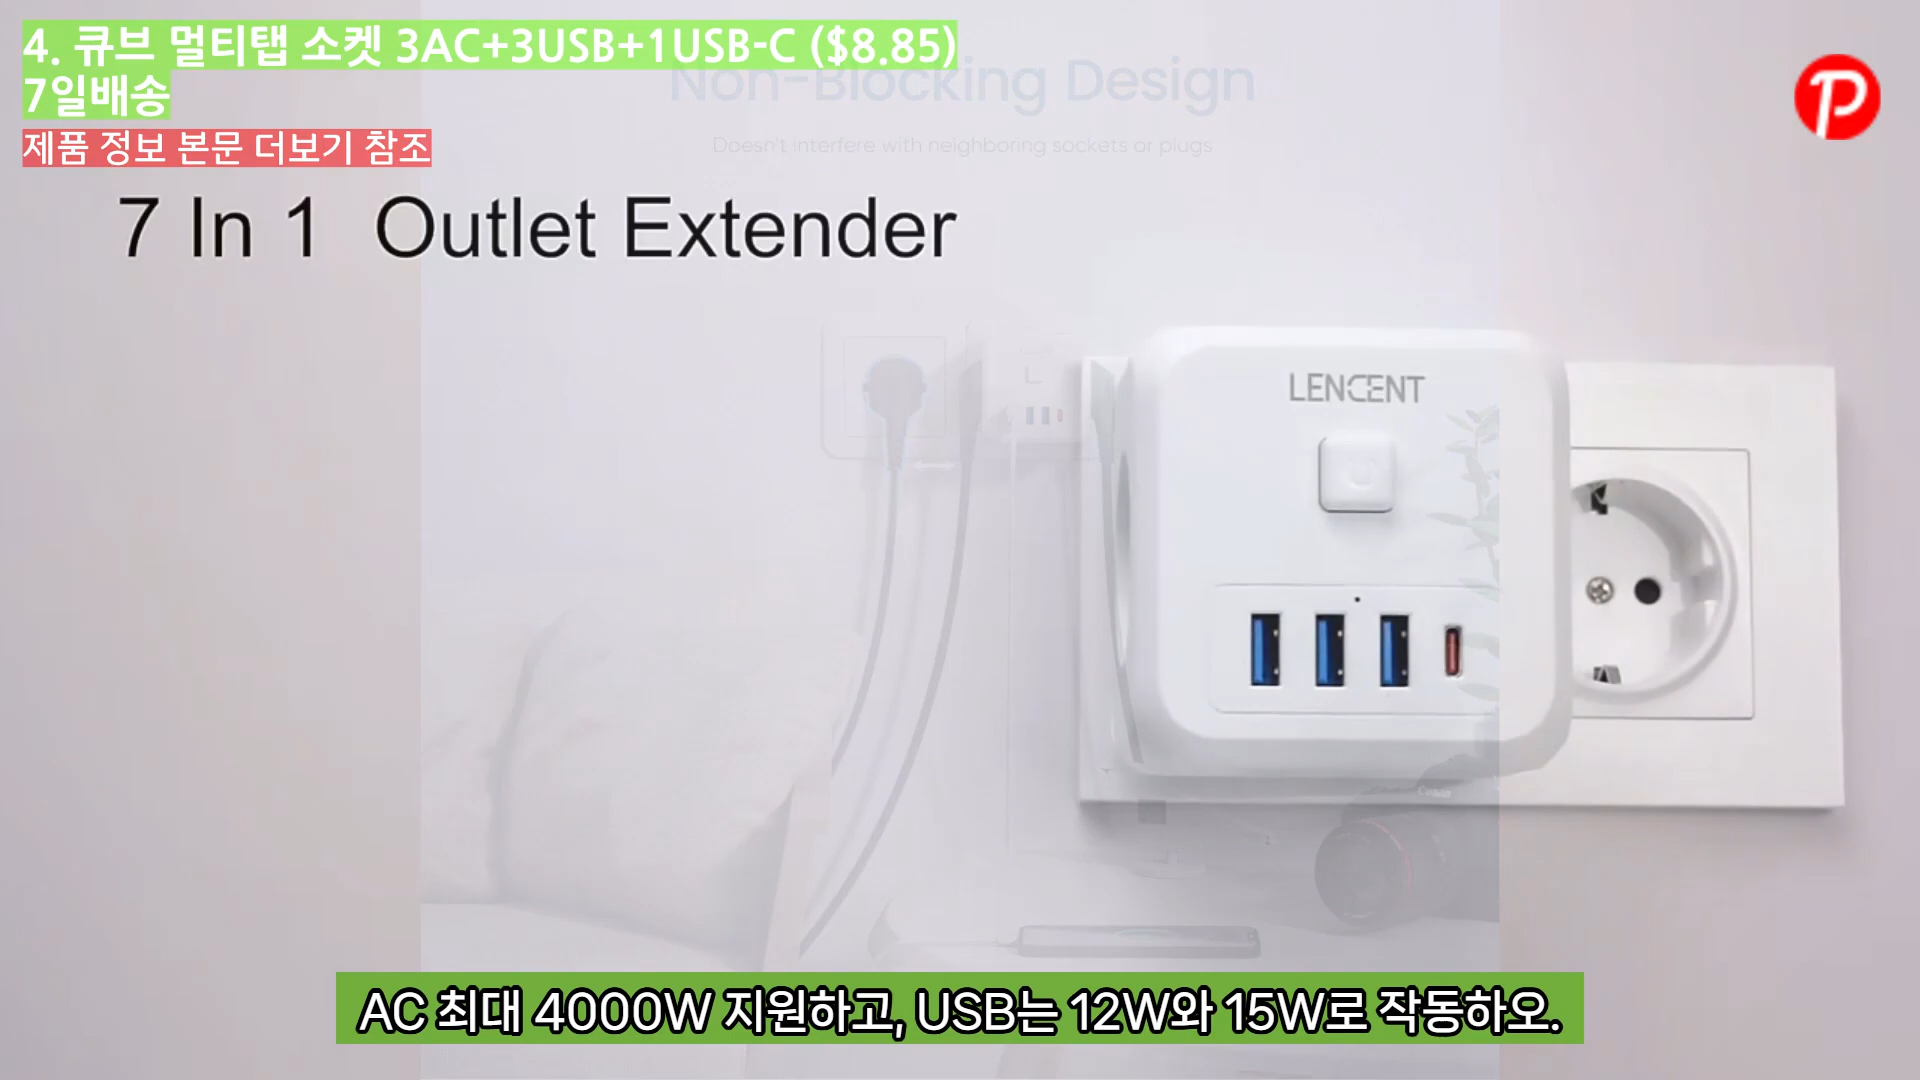 4. 큐브 멀티탭 소켓 3AC+3USB+1USB-C ($8.85)
7일배송
Non-Blocking Design
제품 정보 본문 더보기 참조
Doesn't interfere with neighboring sockets or plugs
7 In 1 Outlet Extender
LENCENT
Canon
AC 최대 4000W 지원하고, USB는 12W와 15W로 작동하오.